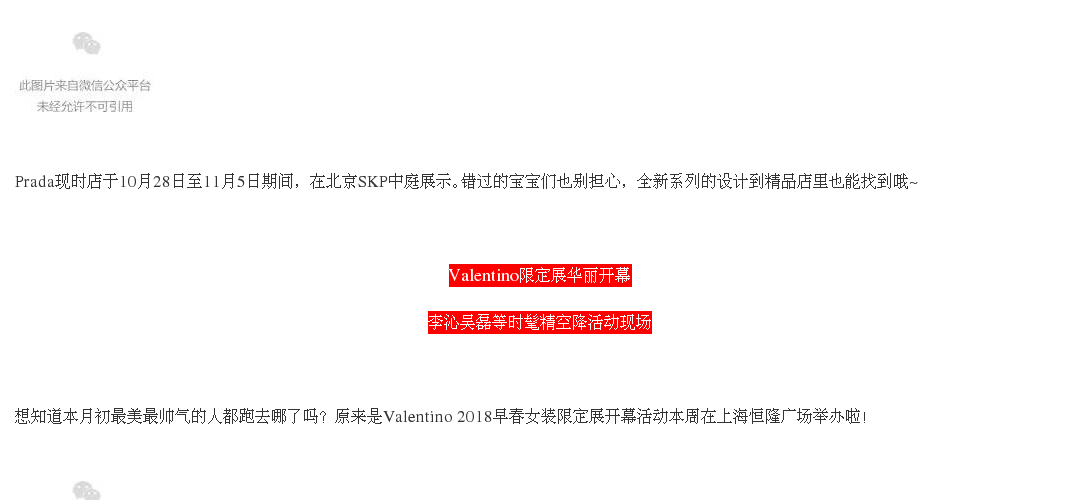 此图片来自微信公众平台
未经允许不可引用
Prada现时店于10月28日至11月5日期间，在北京SKP中庭展示。错过的宝宝们也别担心，全新系列的设计到精品店里也能找到哦~
Valentino限定展华丽开幕
李沁吴磊等时髦精空降活动现场
想知道本月初最美最帅气的人都跑去哪了吗？原来是Valentino 2018早春女装限定展开幕活动本周在上海恒隆广场举办啦！